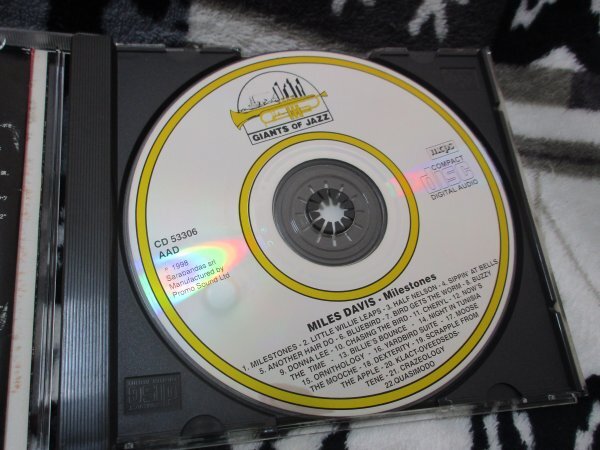 GIANTS OF JAZZ
COMPACT
disc
DIGITAL AUDIO
CD 53306
AAD
1998
Sarabandas srl
Manufactured by
Promo Sound Ltd
MILES DAVIS - Milestones
1. MILESTONES - 2. LITTLE WILLIE LEAPS - 3. HALF NELSON - 4. SIPPIN' AT BELLS
5. ANOTHER HAIR DO - 6. BLUEBIRD - 7. BIRD GETS THE WORM - 8. BUZZY
9. DONNA LEE - 10. CHASING THE BIRD - 11. CHERYL - 12. NOW'S
THE TIME - 13. BILLIE'S BOUNCE - 14. NIGHT IN TUNISIA
15. ORNITHOLOGY - 16. YARDBIRD SUITE - 17. MOOSE
THE MOOCHE - 18. DEXTERITY - 19. SCRAPPLE FROM
THE APPLE - 20. KLACT-OVEEDSEDS-
TENE - 21. CRAZEOLOGY
22. QUASIMODO